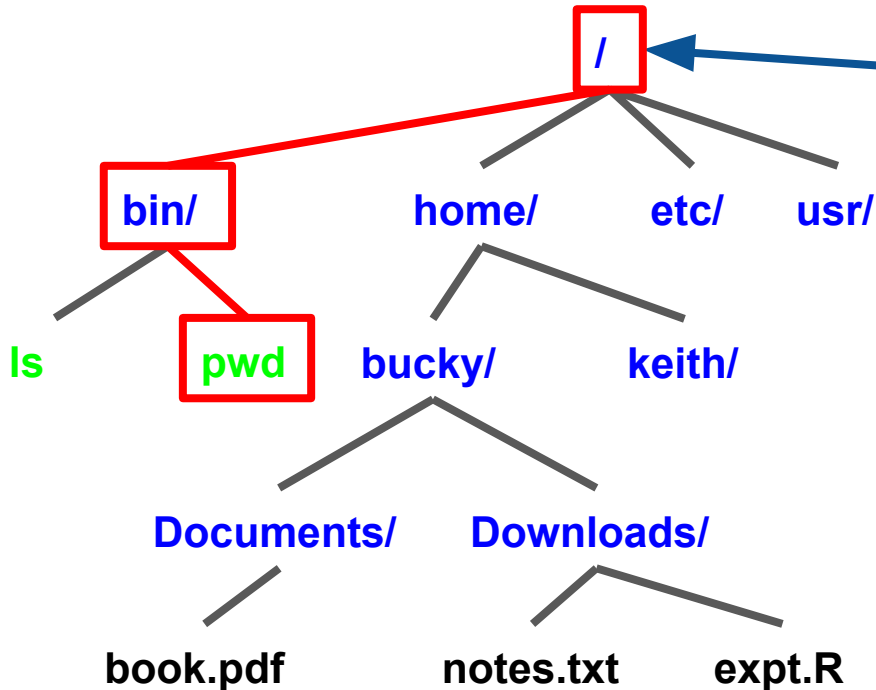 /
bin/ home/ etc/ usr/
ls pwd bucky/ keith/
Documents/ Downloads/
book.pdf notes.txt expt.R